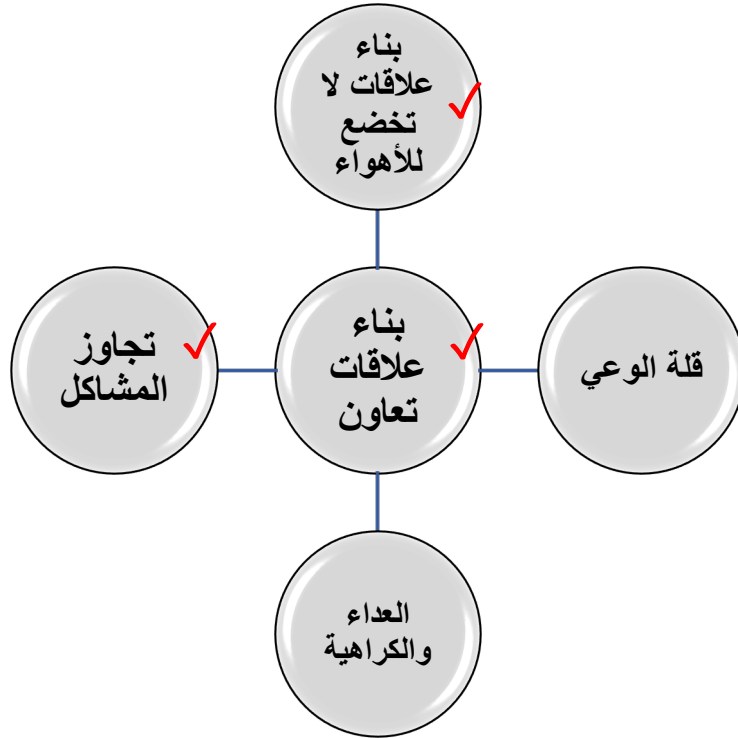 بناء
علاقات لا
تخضع
للأهواء
قلة الوعي
بناء
علاقات
تعاون
تجاوز
المشاكل
العداء
والكراهية